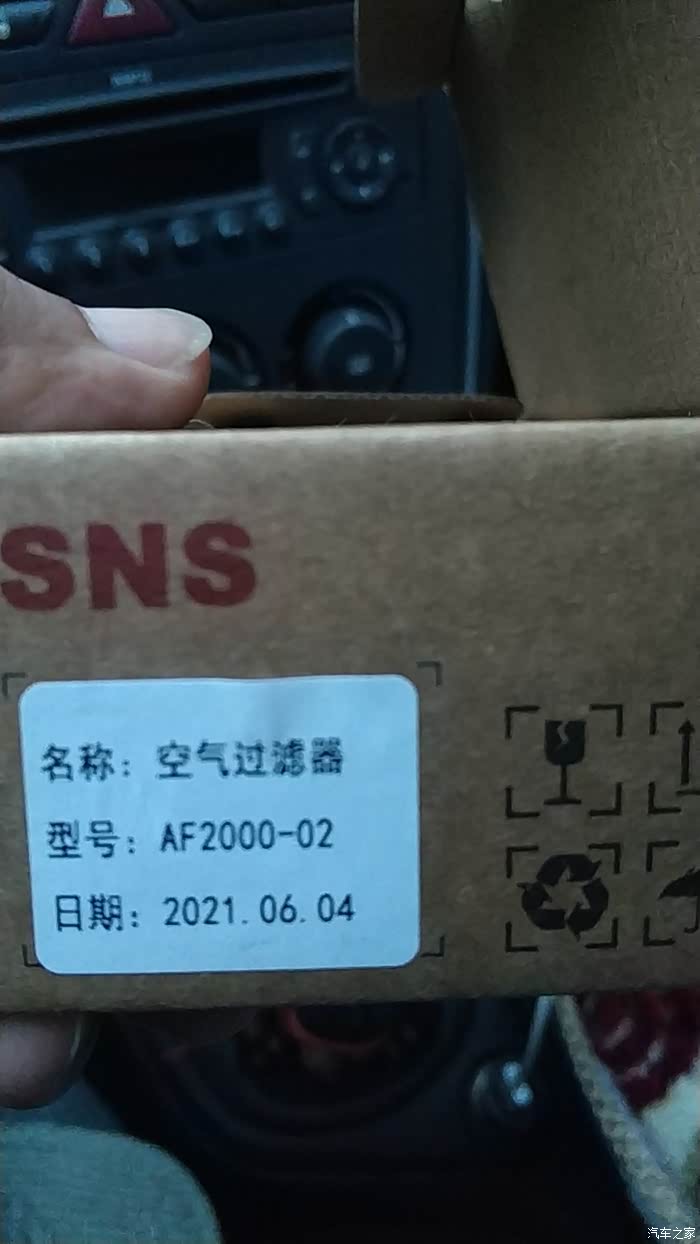 SNS
名称: 空气过滤器
型号: AF2000-02
日期: 2021.06.04
汽车之家